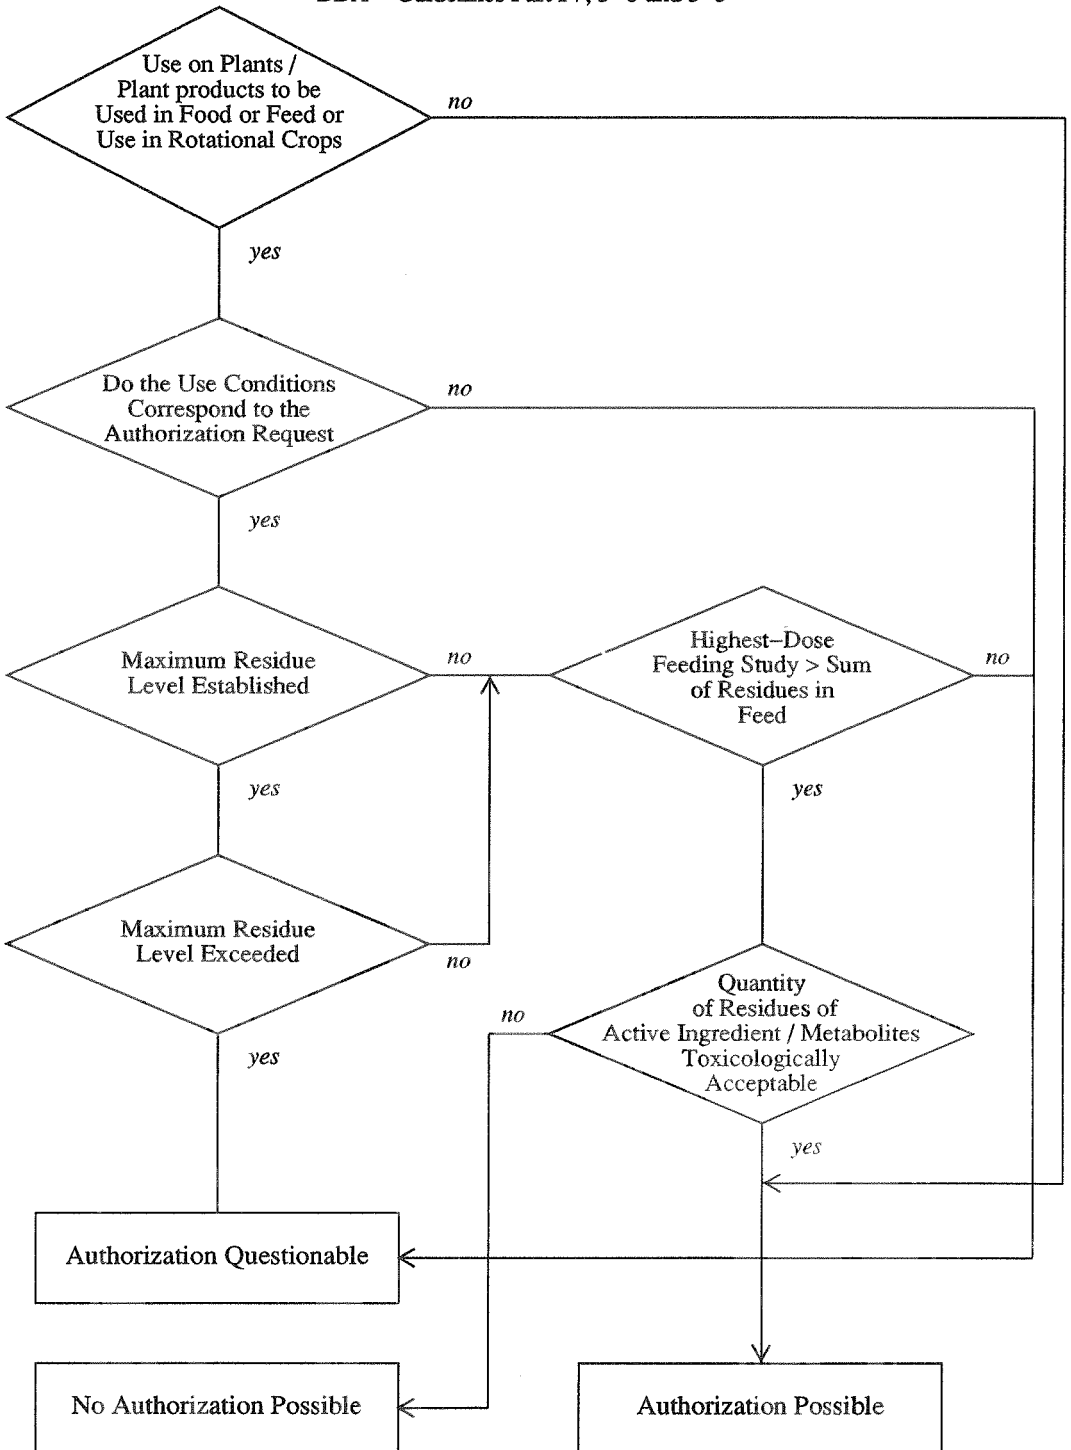 Use on Plants /
Plant products to be
Used in Food or Feed or
Use in Rotational Crops
no
yes
Do the Use Conditions
Correspond to the
Authorization Request
no
yes
Maximum Residue
Level Established
no
Highest–Dose
Feeding Study > Sum
of Residues in
Feed
no
yes
yes
Maximum Residue
Level Exceeded
no
Quantity
of Residues of
Active Ingredient / Metabolites
Toxicologically
Acceptable
no
yes
yes
Authorization Questionable
No Authorization Possible
Authorization Possible